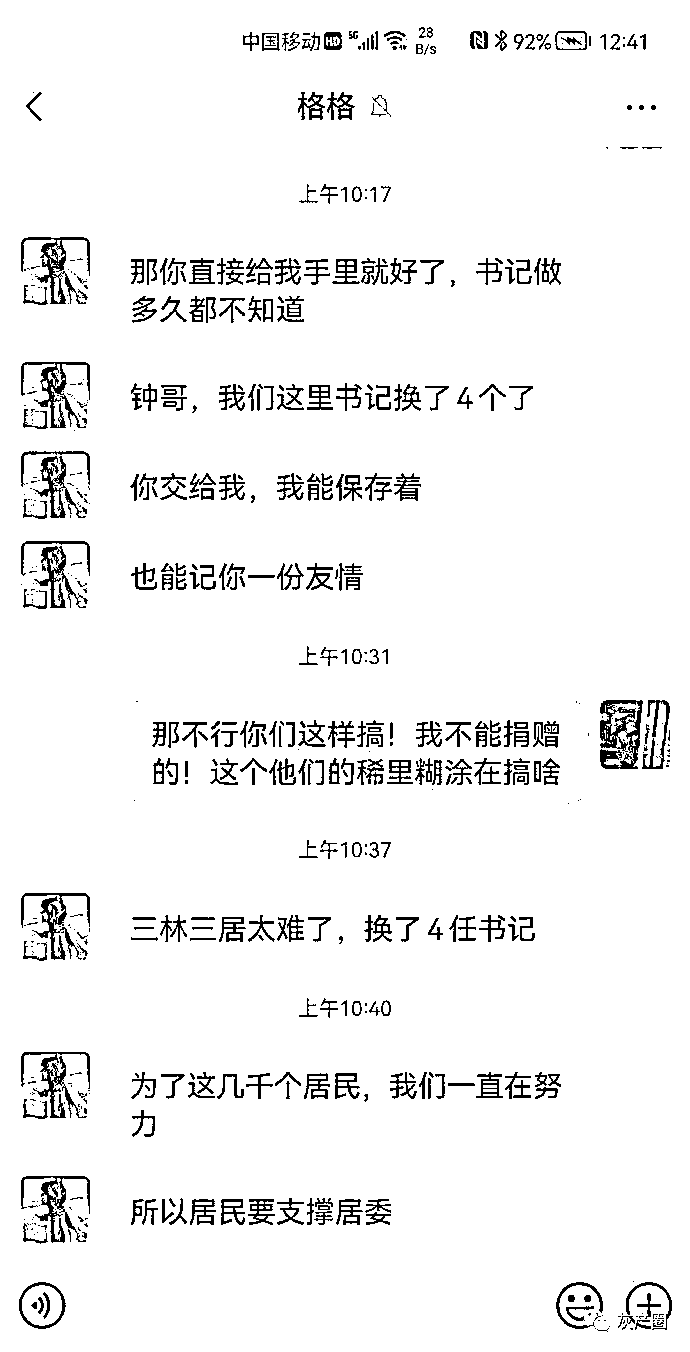 中国移动 HD 5G 23 B/s 92% 12:41
格格
上午10:17
那你直接给我手里就好了，书记做
多久都不知道
钟哥，我们这里书记换了4个了
你交给我，我能保存着
也能记你一份友情
上午10:31
那不行你们这样搞！我不能捐赠
的！这个他们的稀里糊涂在搞啥
上午10:37
三林三居太难了，换了4任书记
上午10:40
为了这几千个居民，我们一直在努
力
所以居民要支撑居委
灰产圈